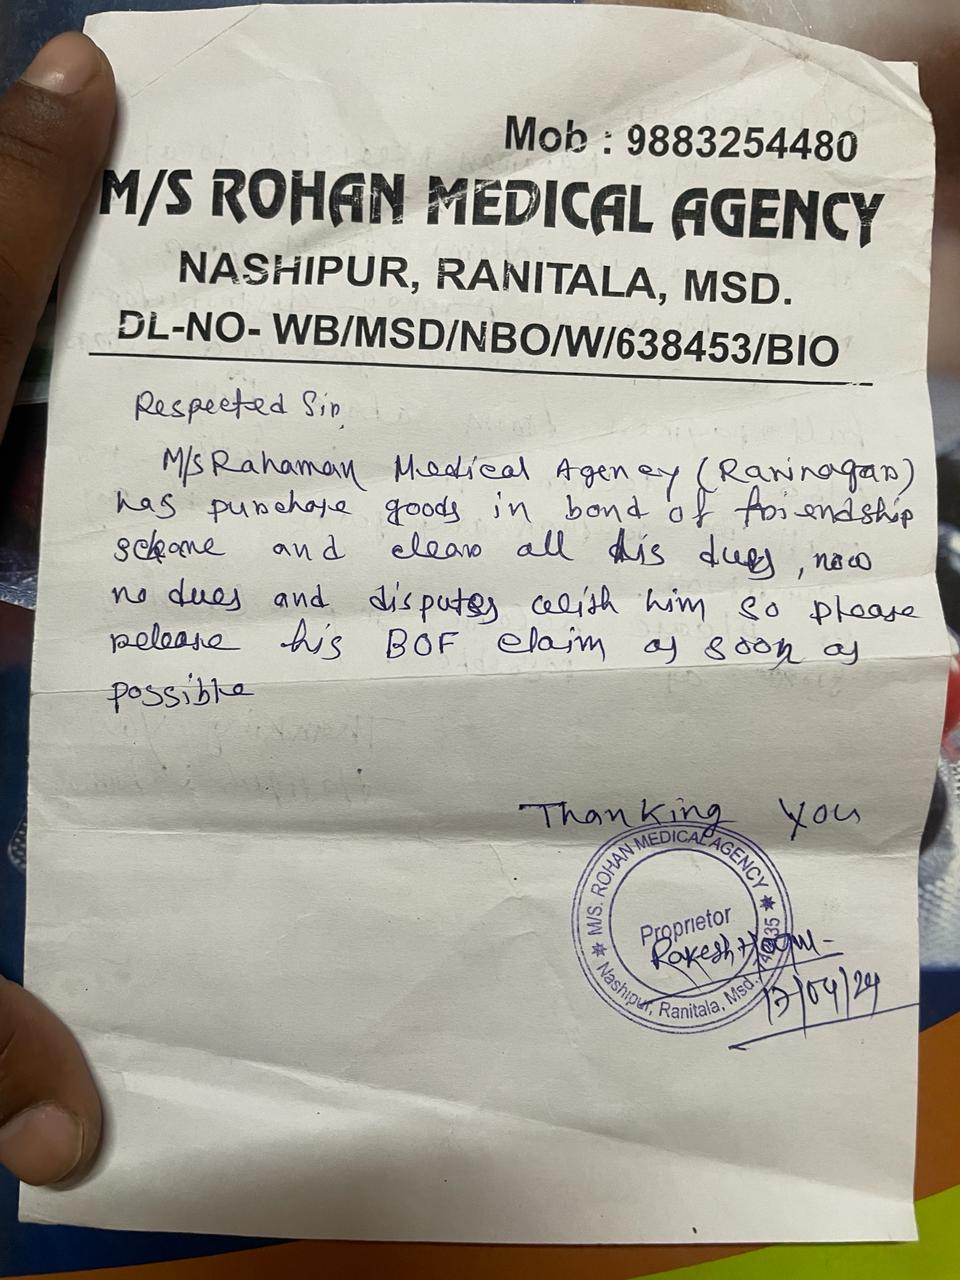 Mob : 9883254480
M/S ROHAN MEDICAL AGENCY
NASHIPUR, RANITALA, MSD.
DL-NO- WB/MSD/NBO/W/638453/BIO
Respected Sir,
M/s Rahaman Medical Agency (Raninagar)
has purchase goods in bond of friendship
scheme and clear all his dues, now
no dues and disputes with him so please
release his BOF claim as soon as
possible
Thanking You
M/S. ROHAN MEDICAL AGENCY
Proprietor
Rakesh
Nashipur, Ranitala, Msd.
17/04/24